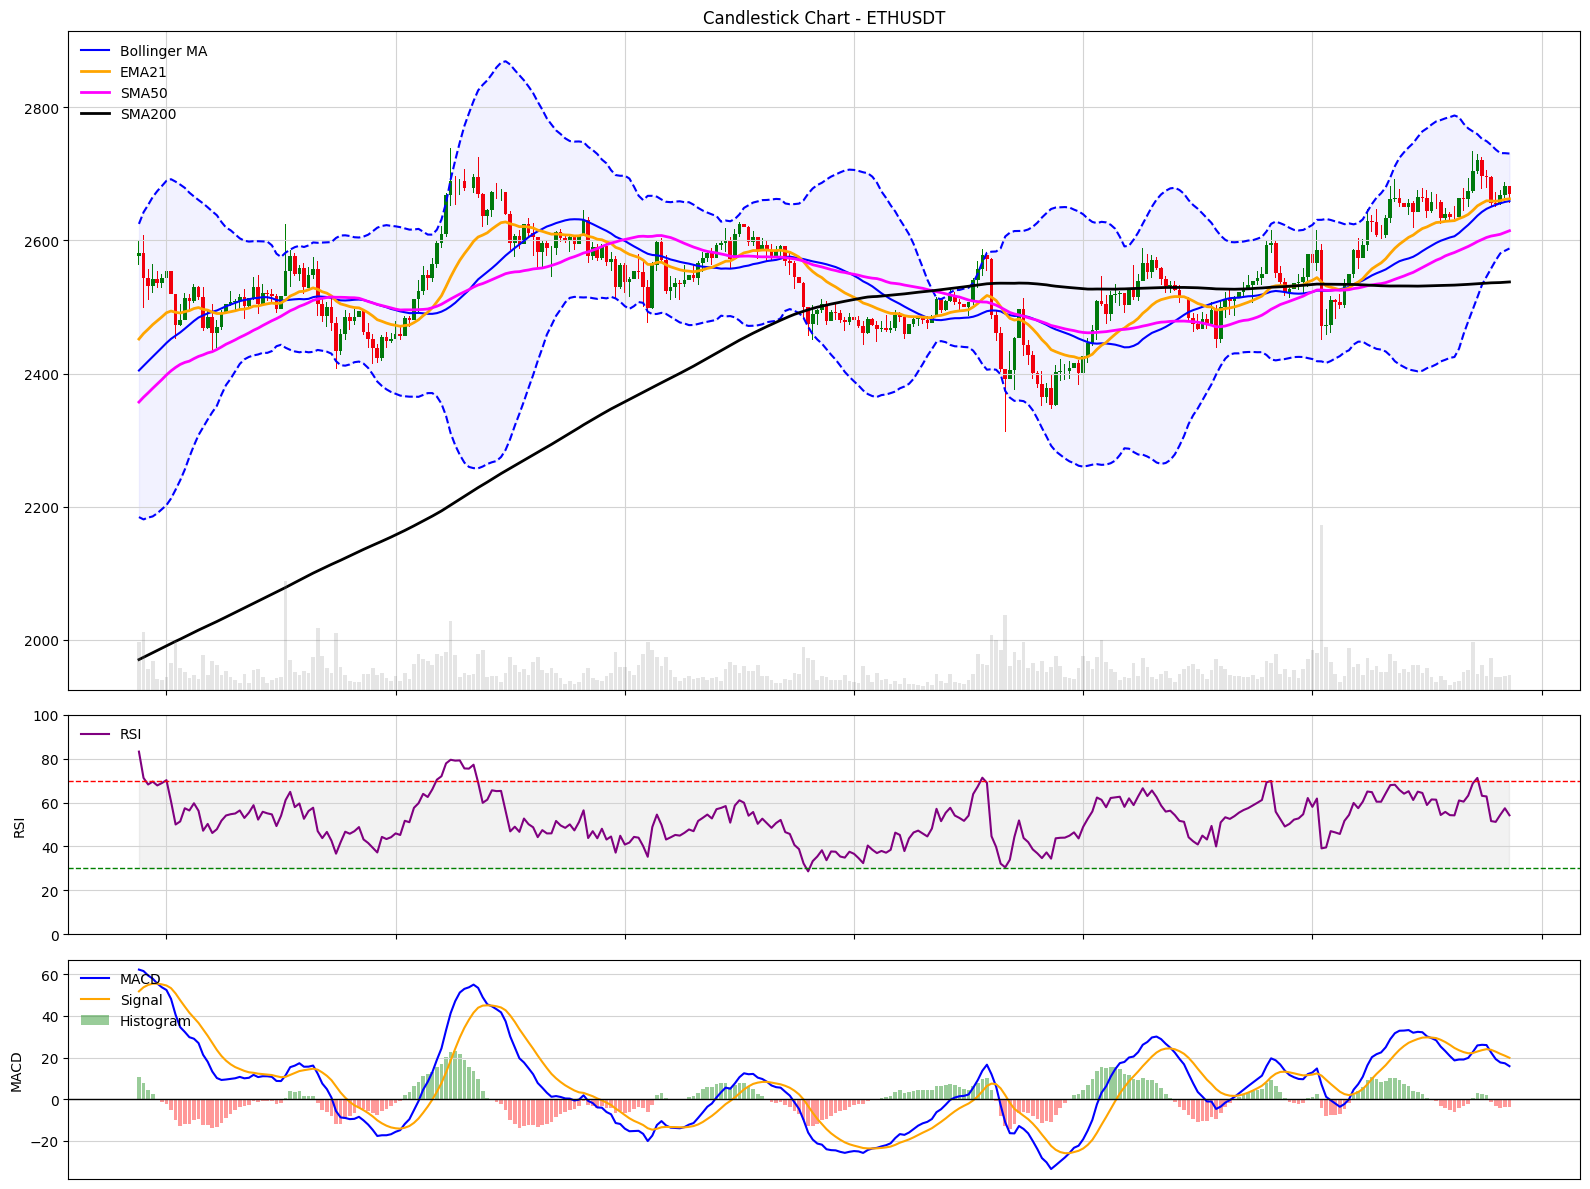 Candlestick Chart - ETHUSDT
Bollinger MA
EMA21
SMA50
SMA200
2800
2600
2400
2200
2000
RSI
RSI
100
80
60
40
20
0
MACD
Signal
Histogram
MACD
60
40
20
0
−20